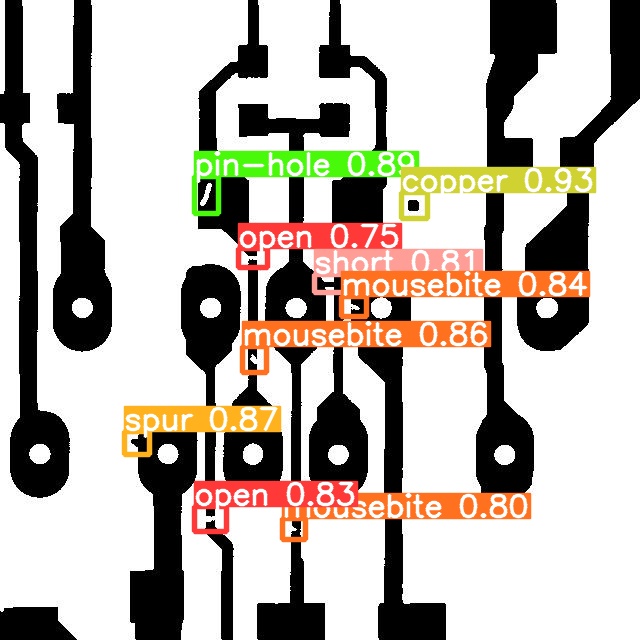 pin-hole 0.89
copper 0.93
open 0.75
short 0.81
mousebite 0.84
mousebite 0.86
spur 0.87
open 0.83
mousebite 0.80